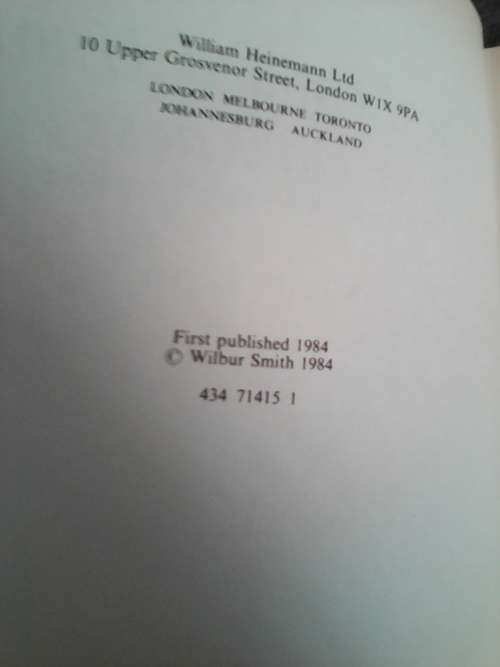 William Heinemann Ltd
10 Upper Grosvenor Street, London W1X 9PA
LONDON MELBOURNE TORONTO
JOHANNESBURG AUCKLAND
First published 1984
© Wilbur Smith 1984
434 71415 1